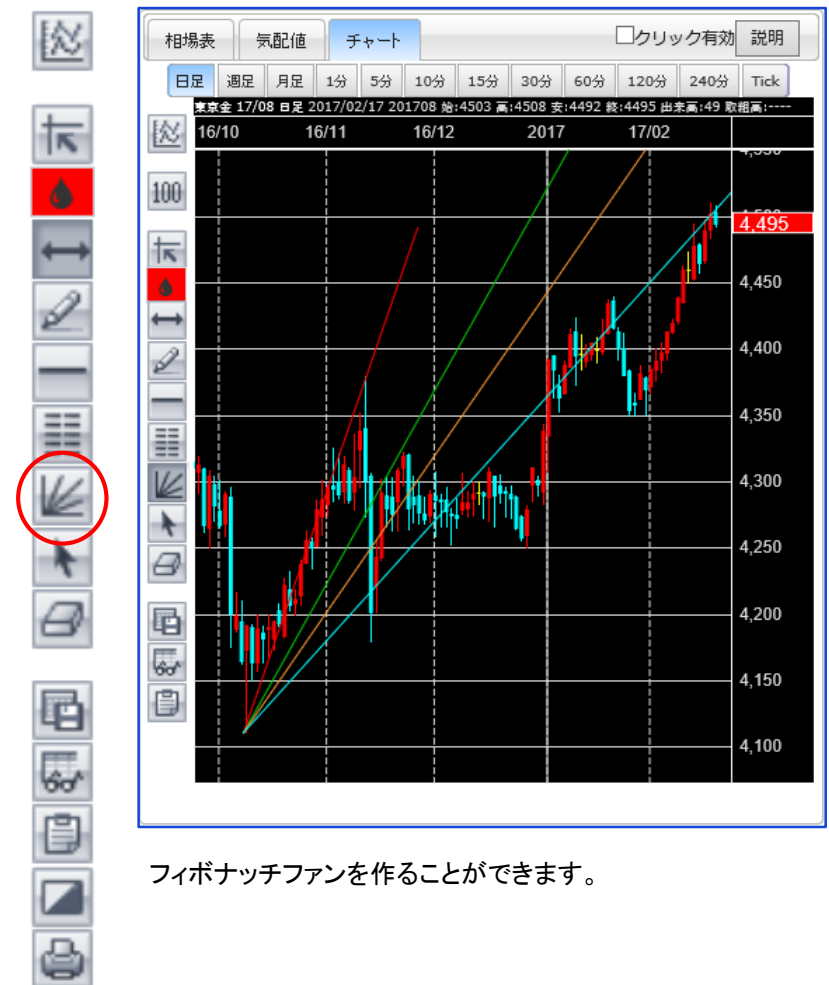 相場表 気配値 チャート クリック有効 説明
日足 週足 月足 1分 5分 10分 15分 30分 60分 120分 240分 Tick
東京金 17/08 日足 2017/02/17 201708 始:4503 高:4508 安:4492 終:4495 出来高:49 取組高:----
16/10 16/11 16/12 2017 17/02
100
4,495
4,450
4,400
4,350
4,300
4,250
4,200
4,150
4,100
フィボナッチファンを作ることができます。